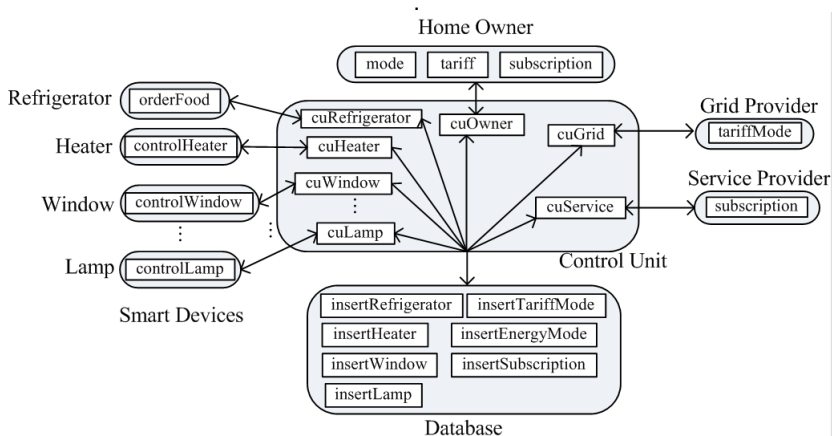 Home Owner
mode tariff subscription
Refrigerator orderFood
cuRefrigerator cuOwner cuGrid
Grid Provider
tariffMode
Heater controlHeater
cuHeater
Service Provider
Window controlWindow
cuWindow
cuService subscription
cuLamp
Lamp controlLamp
Control Unit
Smart Devices
insertRefrigerator insertTariffMode
insertHeater insertEnergyMode
insertWindow insertSubscription
insertLamp
Database